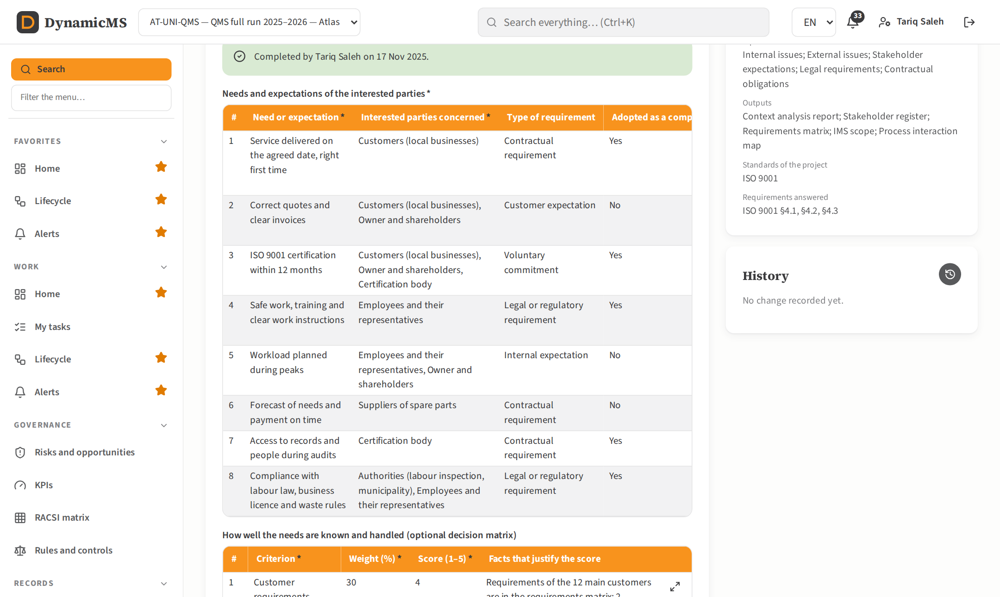 DynamicMS
AT-UNI-QMS — QMS full run 2025–2026 — Atlas
Search everything… (Ctrl+K)
EN
33
Tariq Saleh
Search
Filter the menu…
FAVORITES
Home
Lifecycle
Alerts
WORK
Home
My tasks
Lifecycle
Alerts
GOVERNANCE
Risks and opportunities
KPIs
RACSI matrix
Rules and controls
RECORDS
Completed by Tariq Saleh on 17 Nov 2025.
Needs and expectations of the interested parties *
# Need or expectation * Interested parties concerned * Type of requirement Adopted as a comp
1 Service delivered on Customers (local businesses) Contractual Yes
the agreed date, right requirement
first time
2 Correct quotes and Customers (local businesses), Customer expectation No
clear invoices Owner and shareholders
3 ISO 9001 certification Customers (local businesses), Voluntary Yes
within 12 months Owner and shareholders, commitment
Certification body
4 Safe work, training and Employees and their Legal or regulatory Yes
clear work instructions representatives requirement
5 Workload planned Employees and their Internal expectation No
during peaks representatives, Owner and
shareholders
6 Forecast of needs and Suppliers of spare parts Contractual No
payment on time requirement
7 Access to records and Certification body Contractual Yes
people during audits requirement
8 Compliance with Authorities (labour inspection, Legal or regulatory Yes
labour law, business municipality), Employees and requirement
licence and waste rules their representatives
How well the needs are known and handled (optional decision matrix)
# Criterion * Weight (%) * Score (1–5) * Facts that justify the score
1 Customer 30 4 Requirements of the 12 main customers
requirements are in the requirements matrix; 2
Internal issues; External issues; Stakeholder
expectations; Legal requirements; Contractual
obligations
Outputs
Context analysis report; Stakeholder register;
Requirements matrix; IMS scope; Process interaction
map
Standards of the project
ISO 9001
Requirements answered
ISO 9001 §4.1, §4.2, §4.3
History
No change recorded yet.